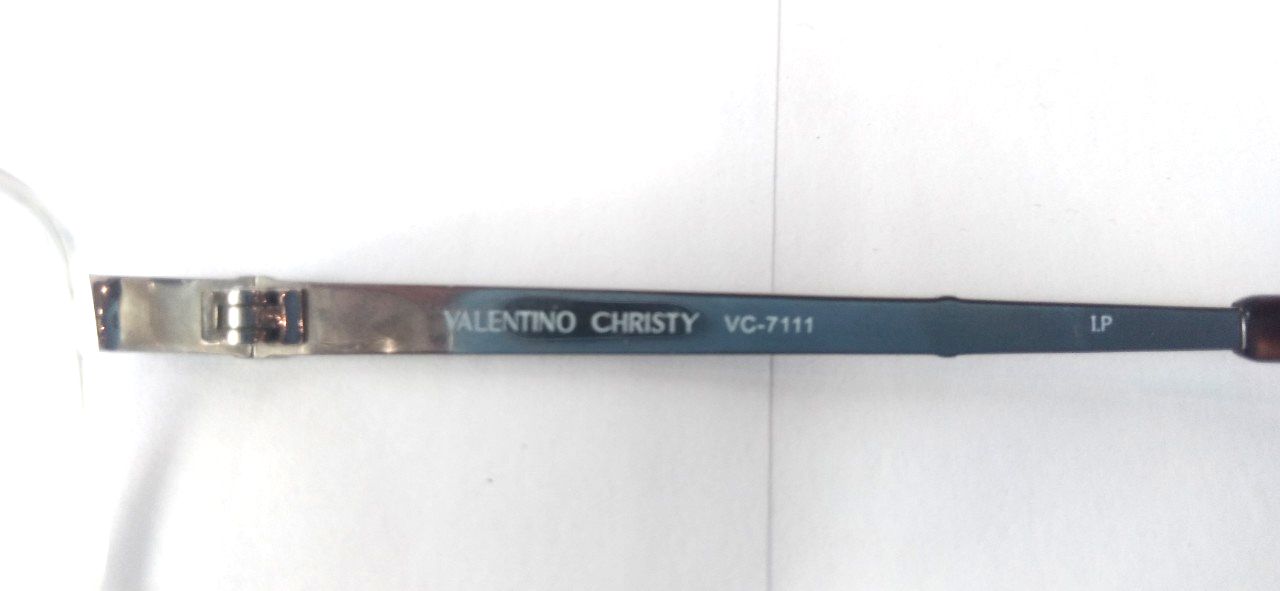 VALENTINO CHRISTY VC-7111 I.P